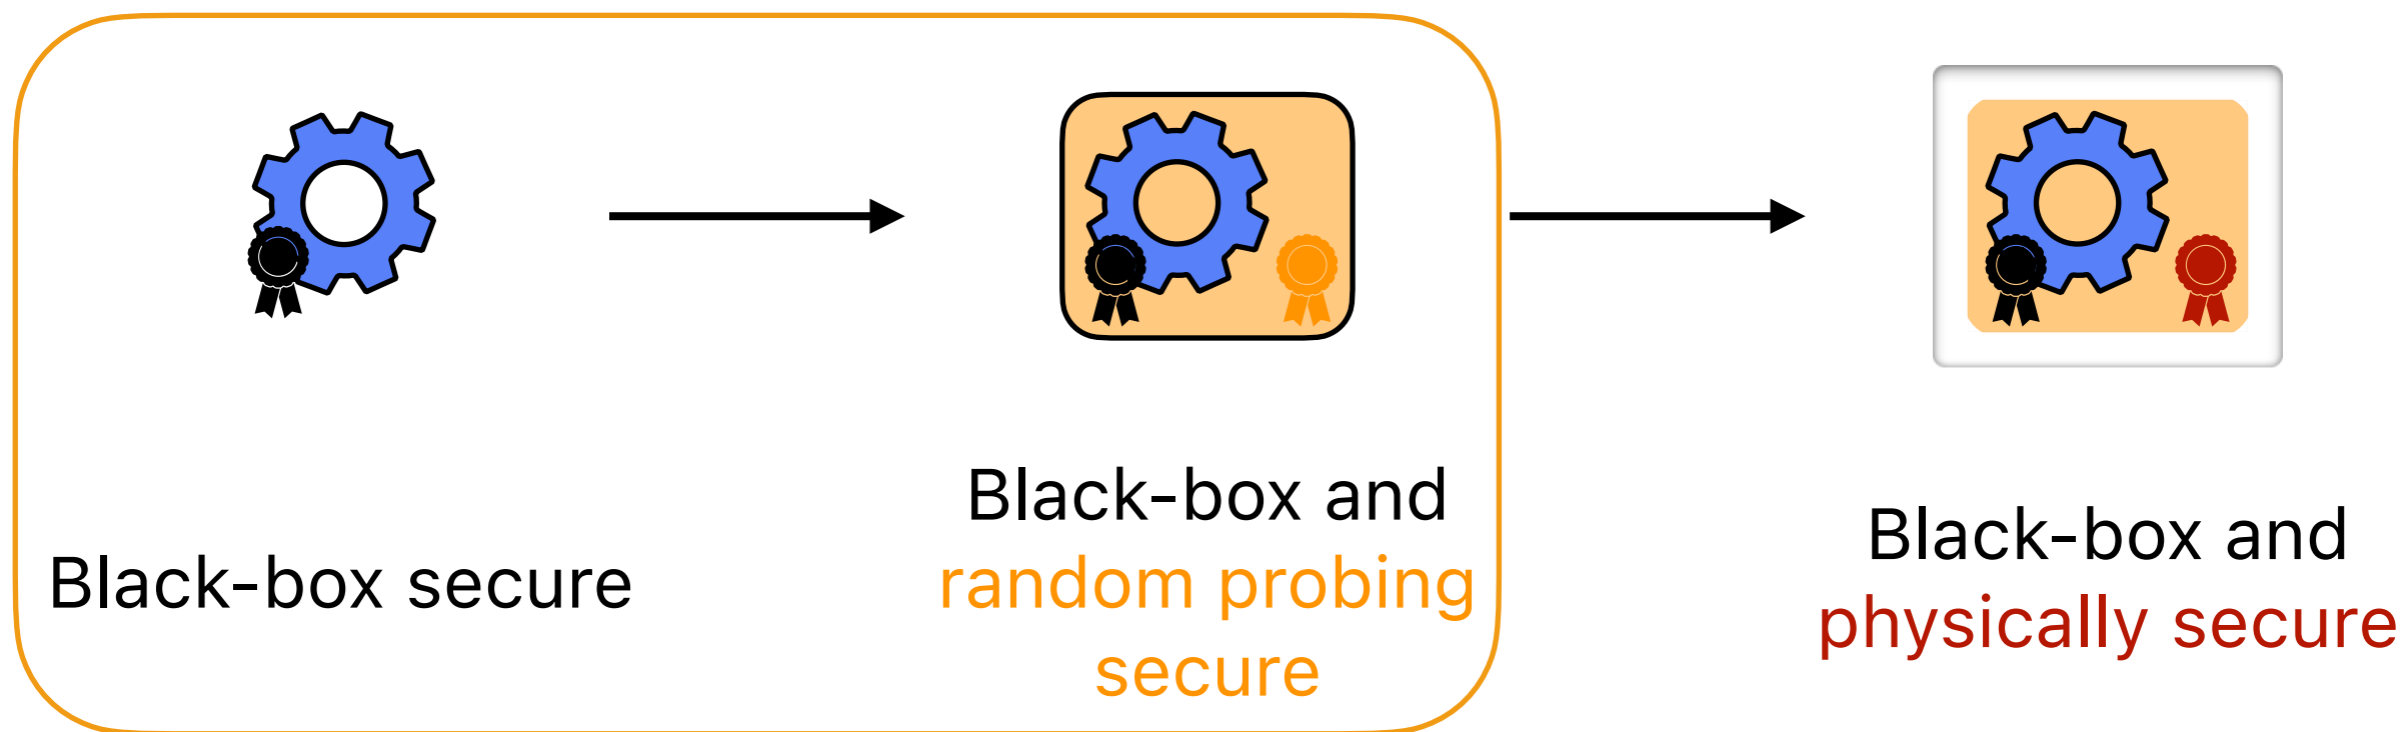 Black-box secure
Black-box and
random probing
secure
Black-box and
physically secure